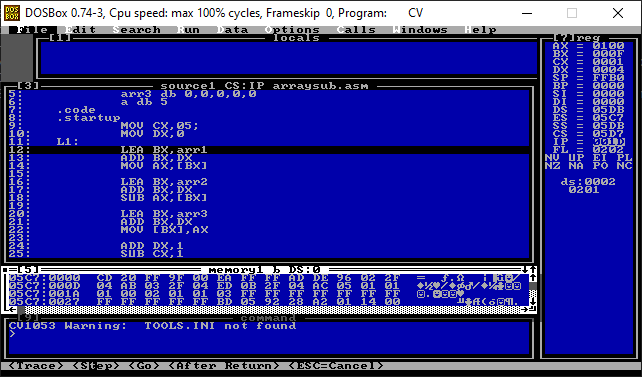 DOSBox 0.74-3, Cpu speed: max 100% cycles, Frameskip 0, Program: CV
File Edit Search Run Data Options Calls Windows Help
[1] locals
[7]reg
AX = 0100
BX = 000F
CX = 0001
DX = 0004
SP = FFB0
BP = 0000
SI = 0000
DI = 0000
DS = 05DB
ES = 05C7
SS = 05DB
CS = 05D7
IP = 001D
FL = 0202
NV UP EI PL
NZ NA PO NC
ds:0002
0201
[3] source1 CS:IP arraysub.asm
5: arr3 db 0,0,0,0,0
6: a db 5
7: .code
8: .startup
9: MOV CX,05;
10: MOV DX,0
11: L1:
12: LEA BX,arr1
13: ADD BX,DX
14: MOV AX,[BX]
15:
16: LEA BX,arr2
17: ADD BX,DX
18: SUB AX,[BX]
19:
20: LEA BX,arr3
21: ADD BX,DX
22: MOV [BX],AX
23:
24: ADD DX,1
25: SUB CX,1
[5] memory1 b DS:0
05C7:0000 CD 20 FF 9F 00 EA FF FF AD DE 96 02 2F
05C7:000D 04 AB 03 2F 04 ED 0B 2F 04 AC 05 01 01
05C7:001A 01 00 02 01 01 03 FF FF FF FF FF FF FF
05C7:0027 FF FF FF FF FF BD 05 92 28 A2 01 14 00
[9] command
CV1053 Warning: TOOLS.INI not found
>
<Trace> <Step> <Go> <After Return> <ESC=Cancel>